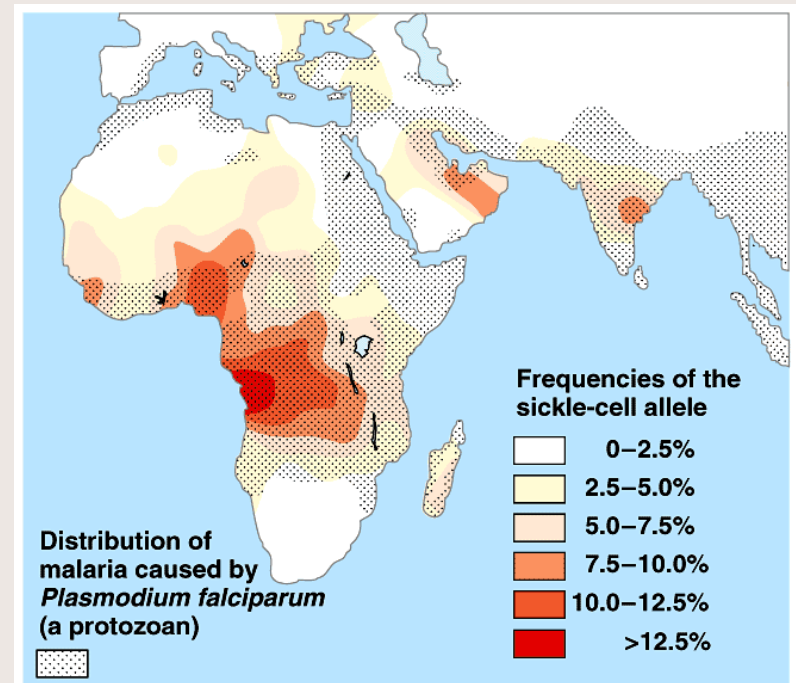 Frequencies of the
sickle-cell allele
0–2.5%
2.5–5.0%
5.0–7.5%
7.5–10.0%
10.0–12.5%
>12.5%
Distribution of
malaria caused by
Plasmodium falciparum
(a protozoan)